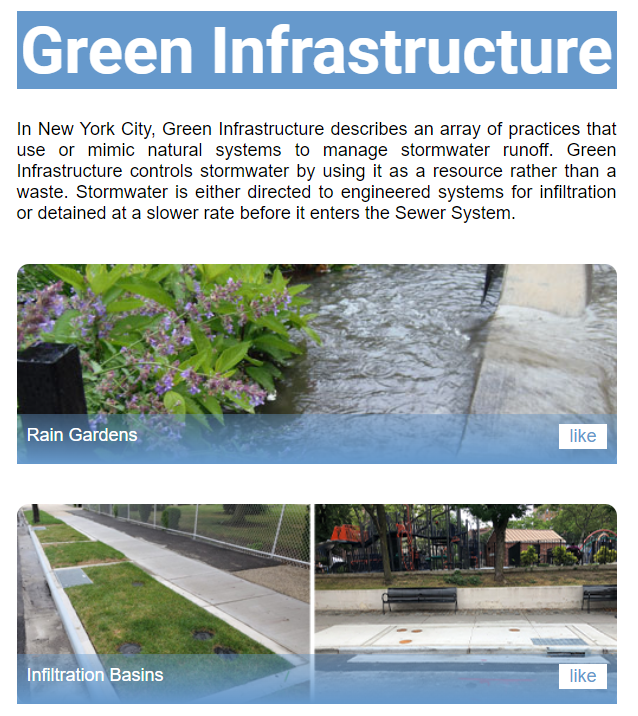 Green Infrastructure
In New York City, Green Infrastructure describes an array of practices that
use or mimic natural systems to manage stormwater runoff. Green
Infrastructure controls stormwater by using it as a resource rather than a
waste. Stormwater is either directed to engineered systems for infiltration
or detained at a slower rate before it enters the Sewer System.
Rain Gardens
like
Infiltration Basins
like